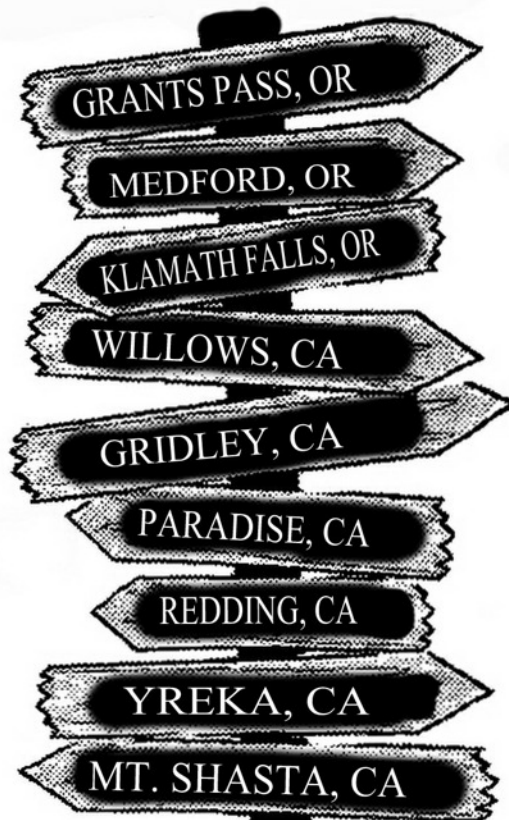 GRANTS PASS, OR
MEDFORD, OR
KLAMATH FALLS, OR
WILLOWS, CA
GRIDLEY, CA
PARADISE, CA
REDDING, CA
YREKA, CA
MT. SHASTA, CA